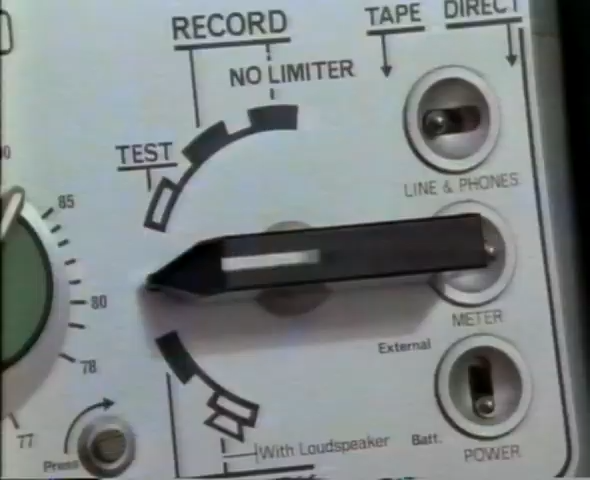 RECORD
TAPE DIRECT
NO LIMITER
TEST
LINE & PHONES
85
80
METER
External
78
77
Press
With Loudspeaker
Batt.
POWER